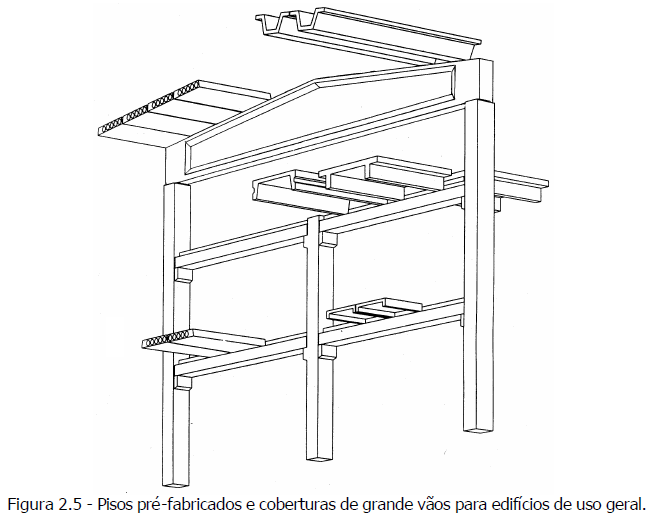 Figura 2.5 - Pisos pré-fabricados e coberturas de grande vãos para edifícios de uso geral.